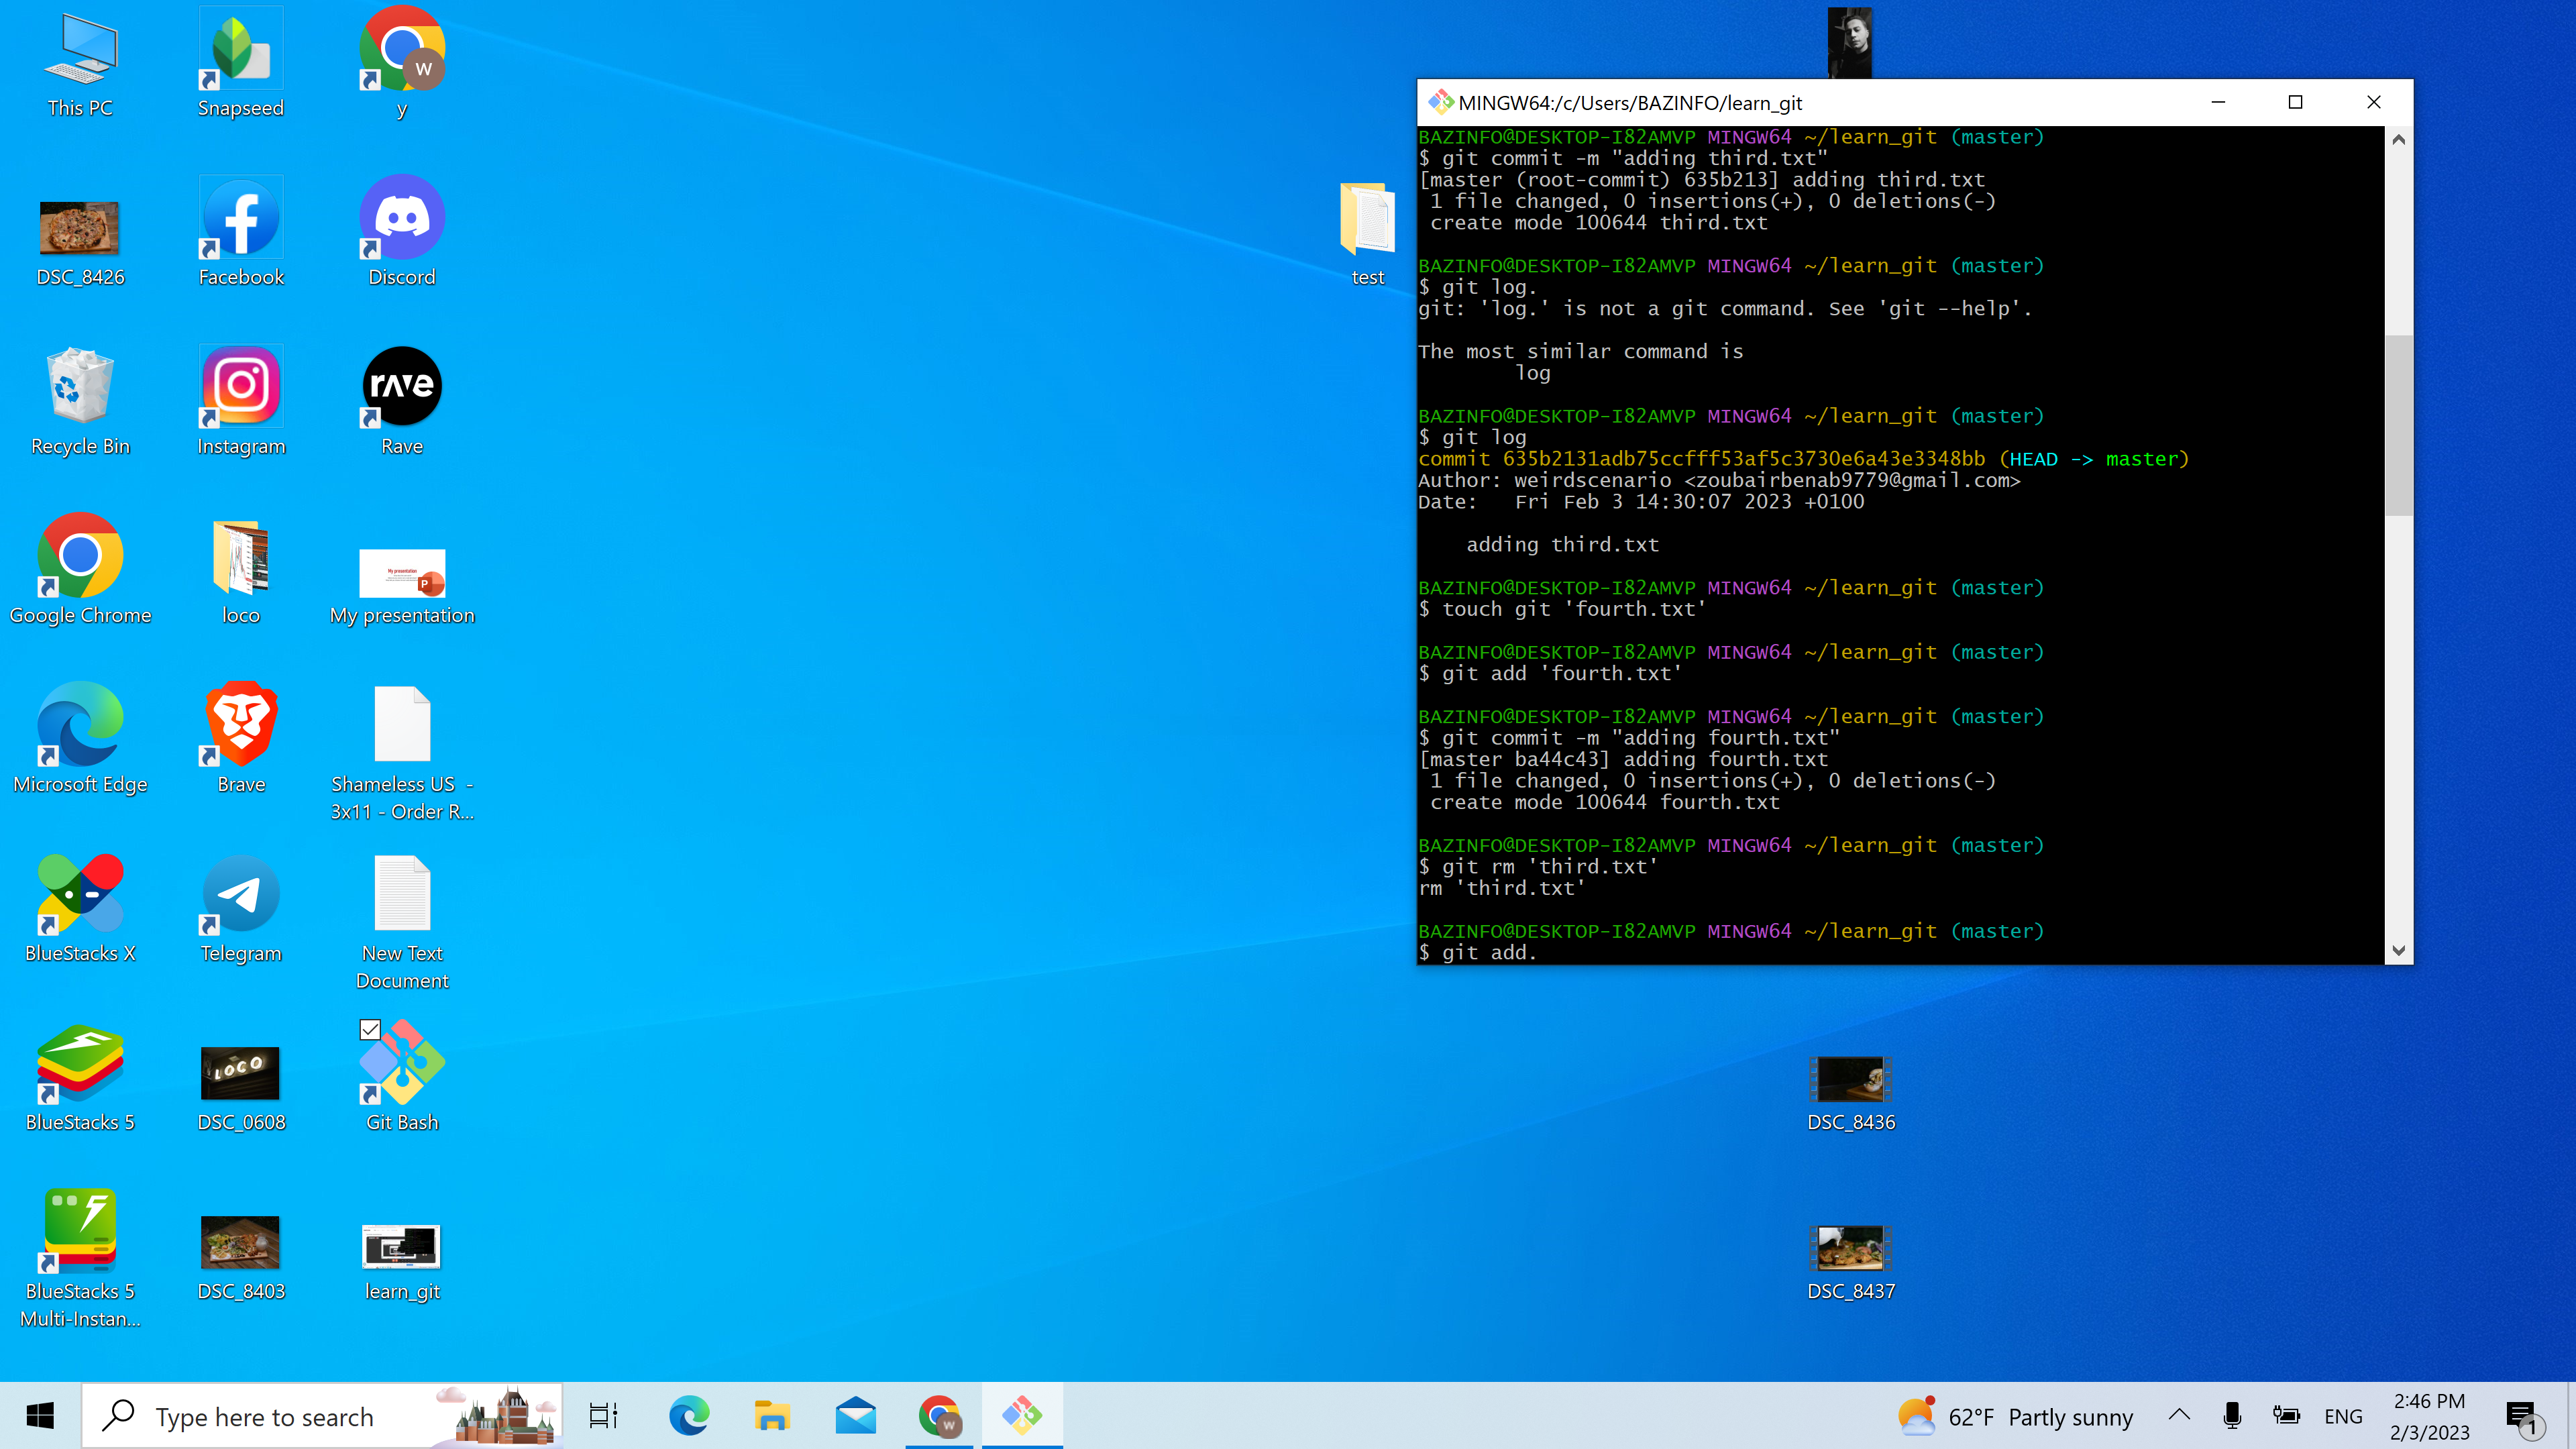 This PC
Snapseed
W
y
DSC_8426
Facebook
Discord
Recycle Bin
Instagram
rave
Rave
Google Chrome
loco
My presentation
P
My presentation
Microsoft Edge
Brave
Shameless US -
3x11 - Order R...
BlueStacks X
Telegram
New Text
Document
BlueStacks 5
LOCO
DSC_0608
Git Bash
BlueStacks 5
Multi-Instan...
DSC_8403
learn_git
test
MINGW64:/c/Users/BAZINFO/learn_git
BAZINFO@DESKTOP-I82AMVP MINGW64 ~/learn_git (master)
$ git commit -m "adding third.txt"
[master (root-commit) 635b213] adding third.txt
 1 file changed, 0 insertions(+), 0 deletions(-)
 create mode 100644 third.txt
BAZINFO@DESKTOP-I82AMVP MINGW64 ~/learn_git (master)
$ git log.
git: 'log.' is not a git command. See 'git --help'.
The most similar command is
        log
BAZINFO@DESKTOP-I82AMVP MINGW64 ~/learn_git (master)
$ git log
commit 635b2131adb75ccfff53af5c3730e6a43e3348bb (HEAD -> master)
Author: weirdscenario <zoubairbenab9779@gmail.com>
Date:   Fri Feb 3 14:30:07 2023 +0100
    adding third.txt
BAZINFO@DESKTOP-I82AMVP MINGW64 ~/learn_git (master)
$ touch git 'fourth.txt'
BAZINFO@DESKTOP-I82AMVP MINGW64 ~/learn_git (master)
$ git add 'fourth.txt'
BAZINFO@DESKTOP-I82AMVP MINGW64 ~/learn_git (master)
$ git commit -m "adding fourth.txt"
[master ba44c43] adding fourth.txt
 1 file changed, 0 insertions(+), 0 deletions(-)
 create mode 100644 fourth.txt
BAZINFO@DESKTOP-I82AMVP MINGW64 ~/learn_git (master)
$ git rm 'third.txt'
rm 'third.txt'
BAZINFO@DESKTOP-I82AMVP MINGW64 ~/learn_git (master)
$ git add.
DSC_8436
DSC_8437
Type here to search
W
62°F Partly sunny
ENG
2:46 PM
2/3/2023
1